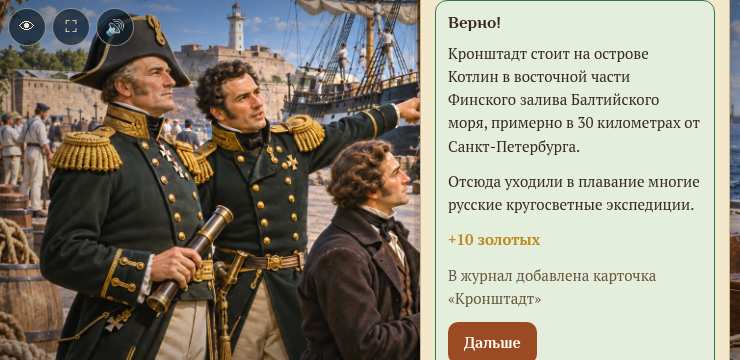 Верно!
Кронштадт стоит на острове
Котлин в восточной части
Финского залива Балтийского
моря, примерно в 30 километрах от
Санкт-Петербурга.
Отсюда уходили в плавание многие
русские кругосветные экспедиции.
+10 золотых
В журнал добавлена карточка
«Кронштадт»
Дальше